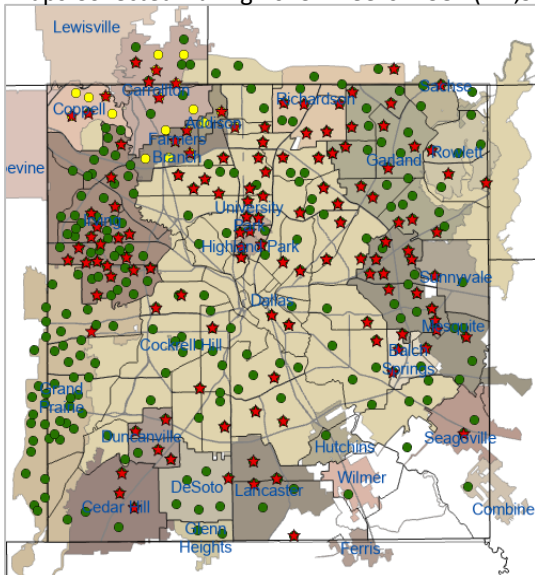 Lewisville
Carrollton
Coppell
Richardson
Sachse
Addison
Farmers
Branch
Garland
Rowlett
Irving
University
Park
Highland Park
Sunnyvale
Dallas
Mesquite
Cockrell Hill
Balch
Springs
Grand
Prairie
Duncanville
Hutchins
Seagoville
DeSoto
Wilmer
Lancaster
Cedar Hill
Combine
Glenn
Heights
Ferris